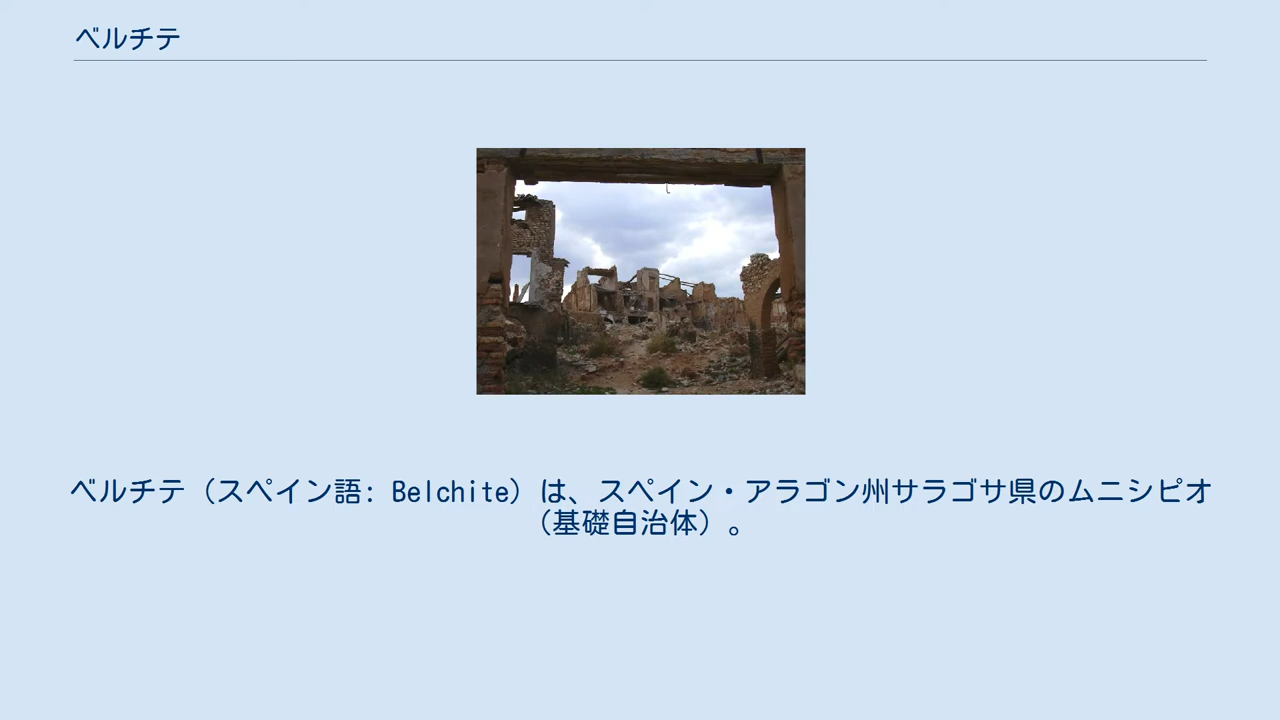 ベルチテ
ベルチテ（スペイン語: Belchite）は、スペイン・アラゴン州サラゴサ県のムニシピオ
（基礎自治体）。